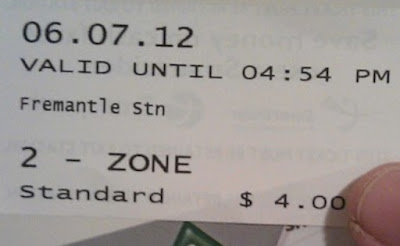 06.07.12
VALID UNTIL 04:54 PM
Fremantle Stn
2 - ZONE
Standard $ 4.00